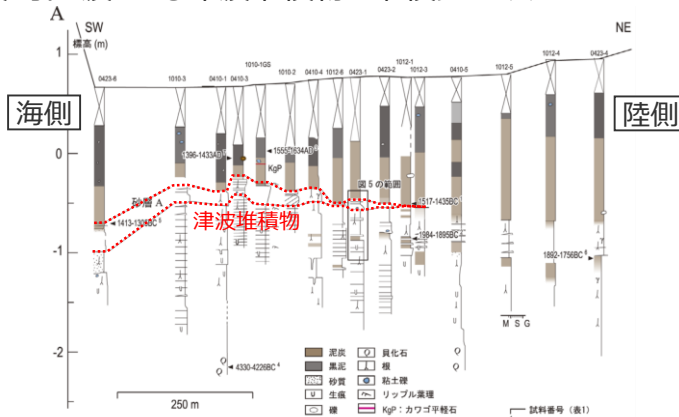 A
SW
NE
標高 (m)
0423-6
1010-3
0410-1
0410-3
1010-1GS
1010-2
0410-4
1012-6
0423-1
0423-2
1012-1
1012-3
0410-5
1012-5
1012-4
0423-4
1
0
-1
-2
海側
陸側
1396-1433AD
1555-1634AD
KgP
図 5 の範囲
砂層 A
津波堆積物
1517-1435BC
1984-1895BC
1892-1756BC
4330-4226BC
M S G
250 m
泥炭
黒泥
砂質
生痕
礫
貝化石
根
粘土礫
リップル葉理
KgP：カワゴ平軽石
試料番号（表1）